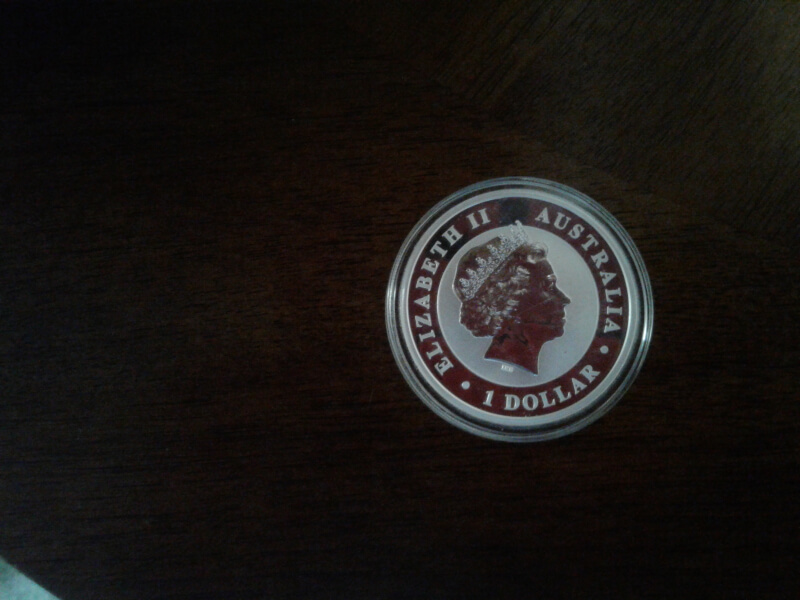 ELIZABETH II
AUSTRALIA
1 DOLLAR